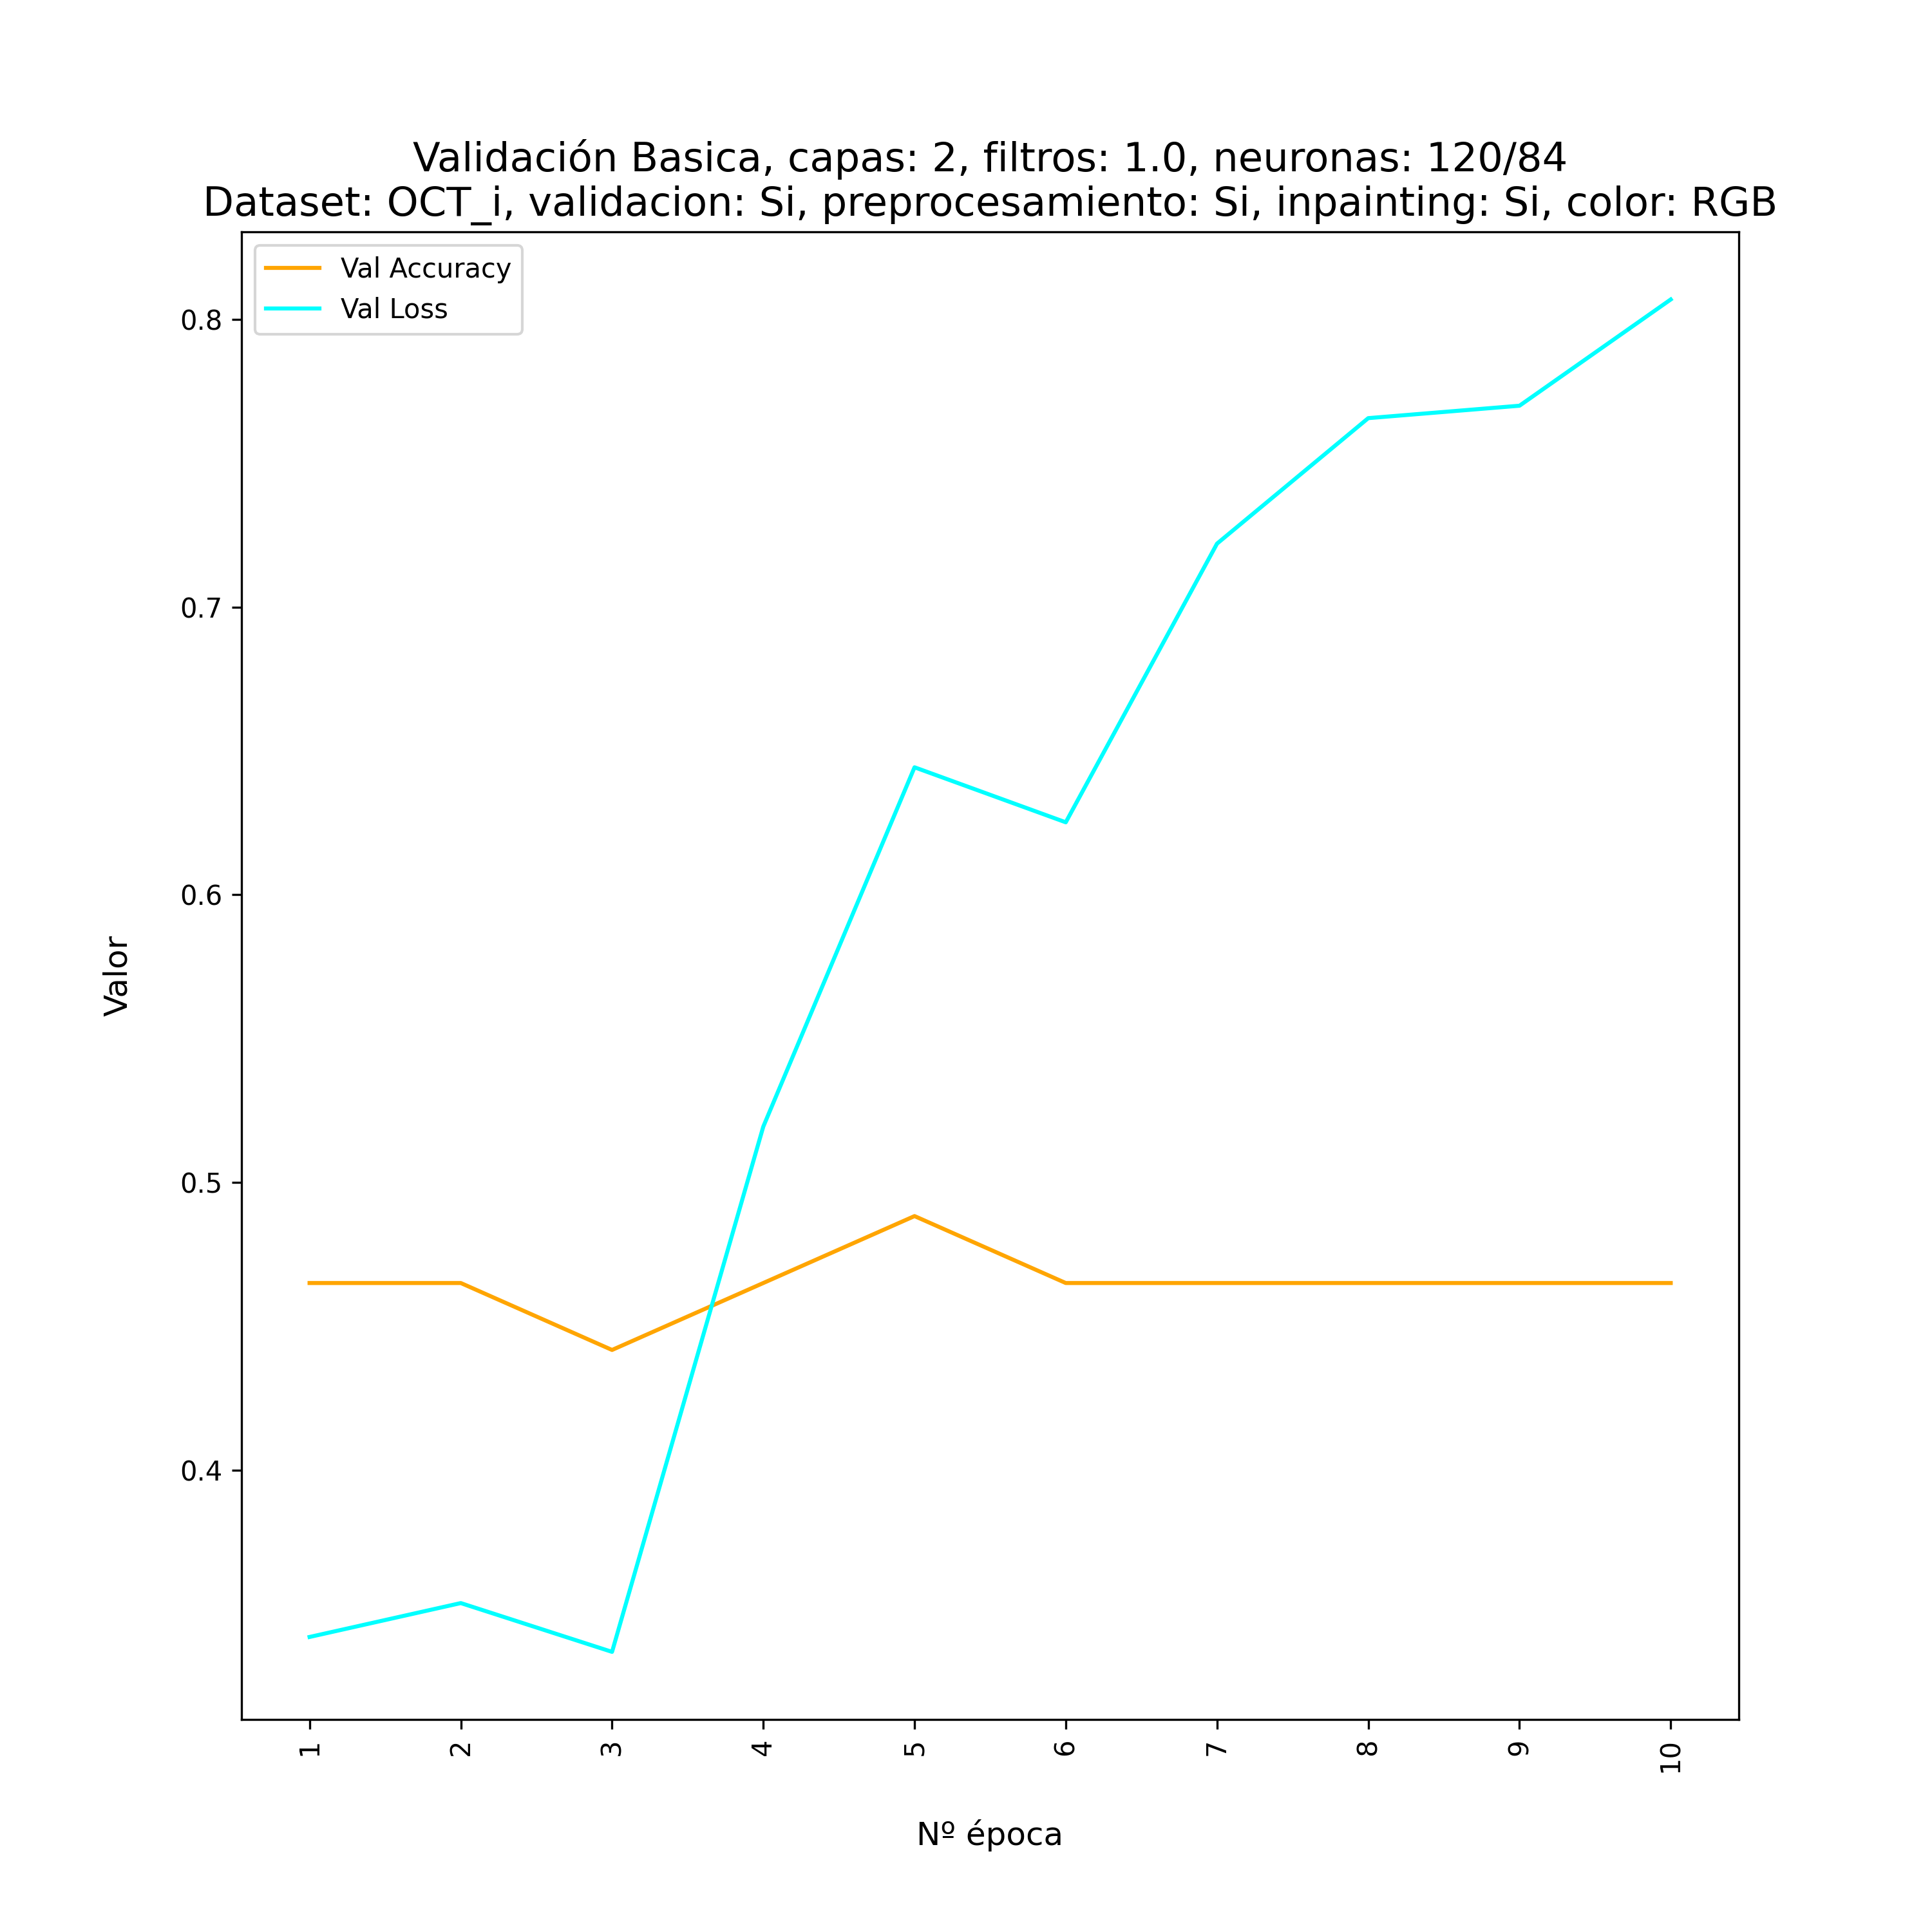 Validación Basica, capas: 2, filtros: 1.0, neuronas: 120/84
Dataset: OCT_i, validacion: Si, preprocesamiento: Si, inpainting: Si, color: RGB
Val Accuracy
Val Loss
0.8
0.7
0.6
0.5
0.4
Valor
1
2
3
4
5
6
7
8
9
10
Nº época